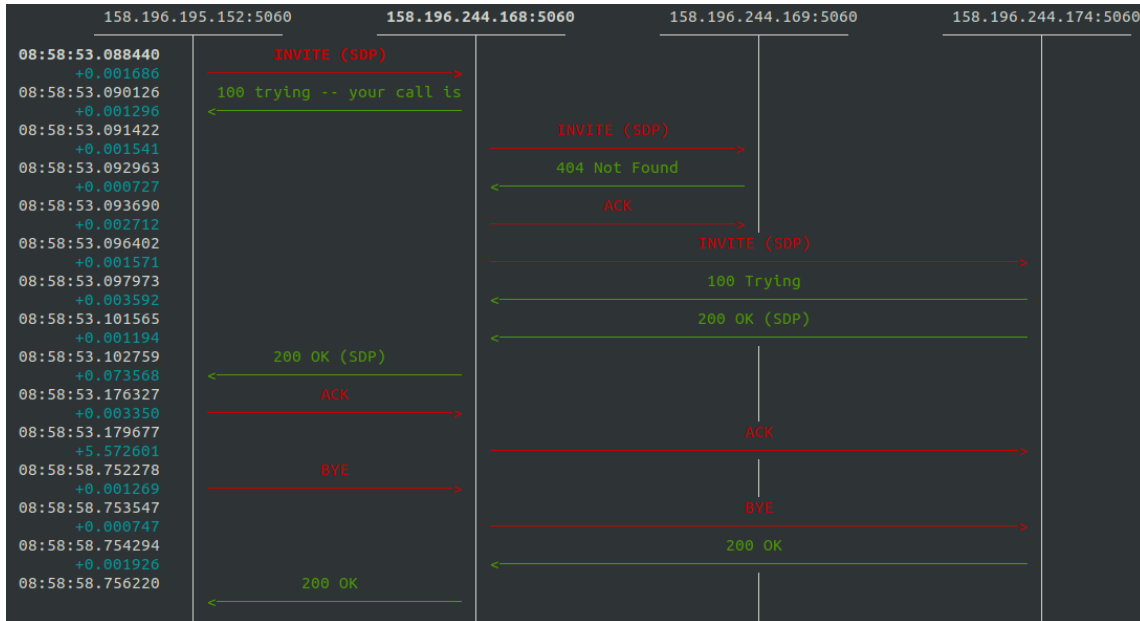 158.196.195.152:5060 158.196.244.168:5060 158.196.244.169:5060 158.196.244.174:5060
08:58:53.088440 INVITE (SDP)
+0.001686
08:58:53.090126 100 trying -- your call is
+0.001296
08:58:53.091422 INVITE (SDP)
+0.001541
08:58:53.092963 404 Not Found
+0.000727
08:58:53.093690 ACK
+0.002712
08:58:53.096402 INVITE (SDP)
+0.001571
08:58:53.097973 100 Trying
+0.003592
08:58:53.101565 200 OK (SDP)
+0.001194
08:58:53.102759 200 OK (SDP)
+0.073568
08:58:53.176327 ACK
+0.003350
08:58:53.179677 ACK
+5.572601
08:58:58.752278 BYE
+0.001269
08:58:58.753547 BYE
+0.000747
08:58:58.754294 200 OK
+0.001926
08:58:58.756220 200 OK